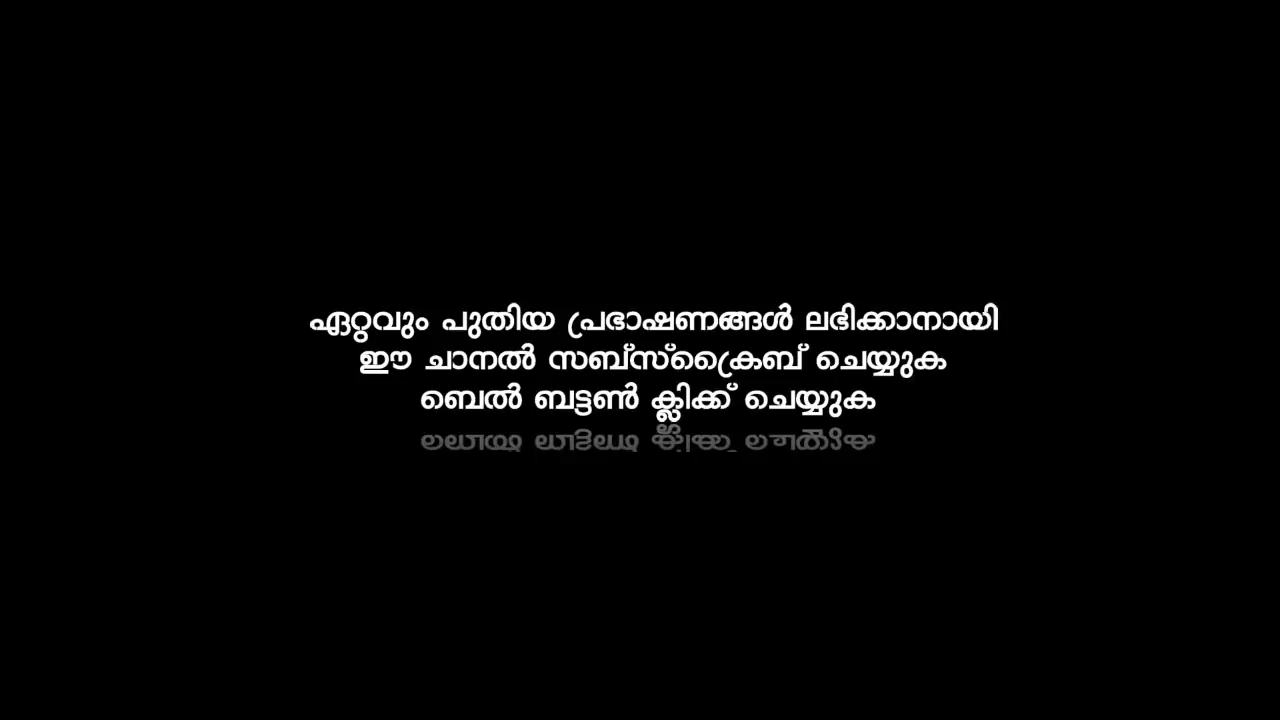 ഏറ്റവും പുതിയ പ്രഭാഷണങ്ങൾ ലഭിക്കാനായി
ഈ ചാനൽ സബ്സ്ക്രൈബ് ചെയ്യുക
ബെൽ ബട്ടൺ ക്ലിക്ക് ചെയ്യുക